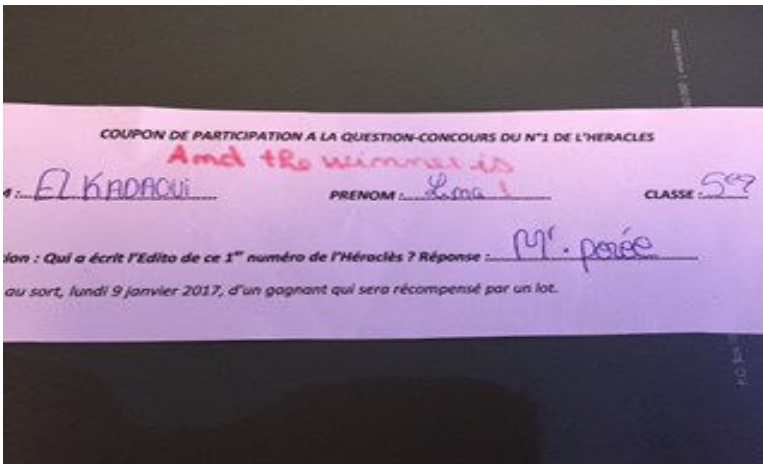 COUPON DE PARTICIPATION A LA QUESTION-CONCOURS DU N°1 DE L'HERACLES
And the winner is
: EL KADAOUi PRENOM : Lina ! CLASSE :
ion : Qui a écrit l'Edito de ce 1er numéro de l'Héraclès ? Réponse : Mr. perée
au sort, lundi 9 janvier 2017, d'un gagnant qui sera récompensé par un lot.